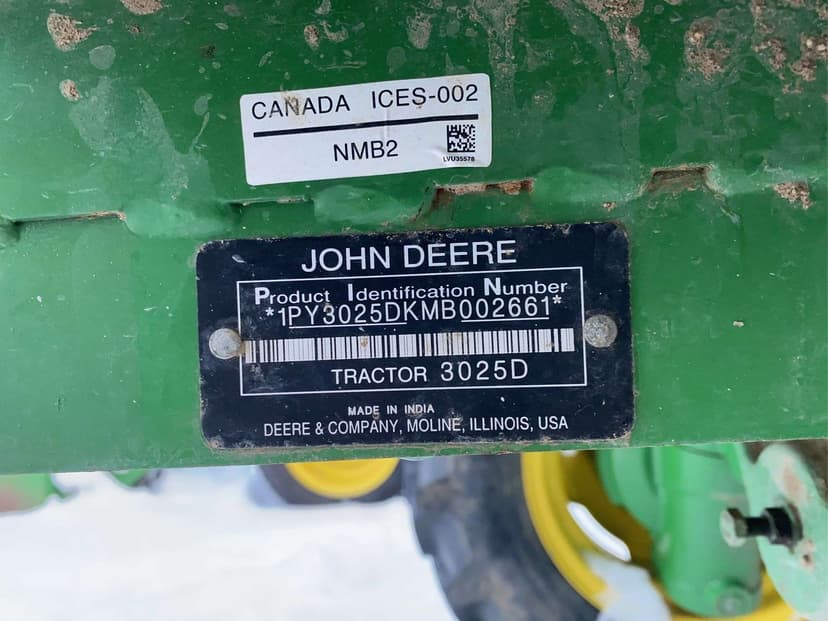 CANADA ICES-002
NMB2
LVU35578
JOHN DEERE
Product Identification Number
*1PY3025DKMB002661*
TRACTOR 3025D
MADE IN INDIA
DEERE & COMPANY, MOLINE, ILLINOIS, USA